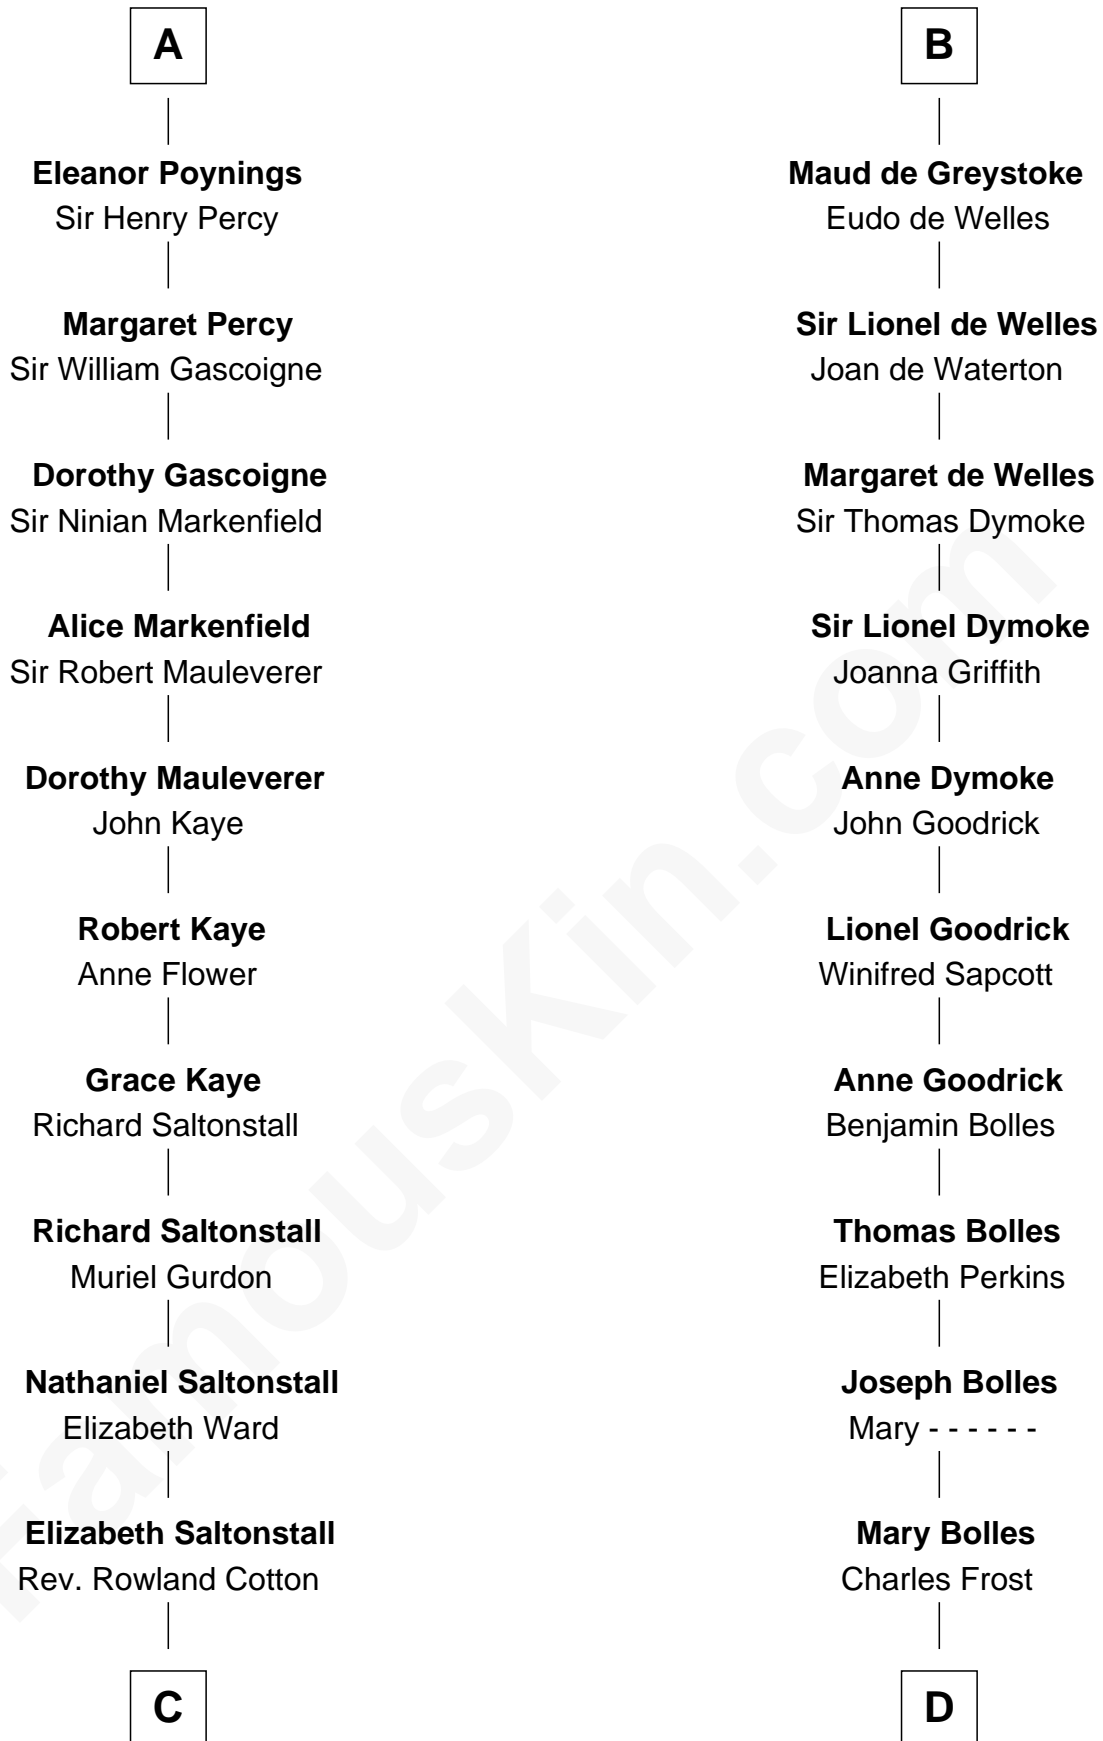 A
Eleanor Poynings
Sir Henry Percy
Margaret Percy
Sir William Gascoigne
Dorothy Gascoigne
Sir Ninian Markenfield
Alice Markenfield
Sir Robert Mauleverer
Dorothy Mauleverer
John Kaye
Robert Kaye
Anne Flower
Grace Kaye
Richard Saltonstall
Richard Saltonstall
Muriel Gurdon
Nathaniel Saltonstall
Elizabeth Ward
Elizabeth Saltonstall
Rev. Rowland Cotton
C
B
Maud de Greystoke
Eudo de Welles
Sir Lionel de Welles
Joan de Waterton
Margaret de Welles
Sir Thomas Dymoke
Sir Lionel Dymoke
Joanna Griffith
Anne Dymoke
John Goodrick
Lionel Goodrick
Winifred Sapcott
Anne Goodrick
Benjamin Bolles
Thomas Bolles
Elizabeth Perkins
Joseph Bolles
Mary - - - - - -
Mary Bolles
Charles Frost
D
FamousKin.com